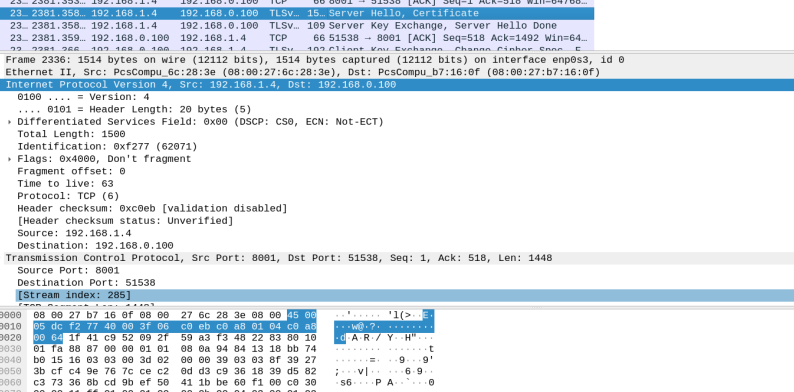 23… 2381.353… 192.168.1.4 192.168.0.100 TCP 66 8001 → 51538 [ACK] Seq=1 Ack=518 Win=64768…
23… 2381.358… 192.168.1.4 192.168.0.100 TLSv… 15… Server Hello, Certificate
23… 2381.358… 192.168.1.4 192.168.0.100 TLSv… 109 Server Key Exchange, Server Hello Done
23… 2381.359… 192.168.0.100 192.168.1.4 TCP 66 51538 → 8001 [ACK] Seq=518 Ack=1492 Win=64…
23… 2381.366… 192.168.0.100 192.168.1.4 TLSv… 192 Client Key Exchange, Change Cipher Spec, E…
Frame 2336: 1514 bytes on wire (12112 bits), 1514 bytes captured (12112 bits) on interface enp0s3, id 0
Ethernet II, Src: PcsCompu_6c:28:3e (08:00:27:6c:28:3e), Dst: PcsCompu_b7:16:0f (08:00:27:b7:16:0f)
Internet Protocol Version 4, Src: 192.168.1.4, Dst: 192.168.0.100
0100 .... = Version: 4
.... 0101 = Header Length: 20 bytes (5)
Differentiated Services Field: 0x00 (DSCP: CS0, ECN: Not-ECT)
Total Length: 1500
Identification: 0xf277 (62071)
Flags: 0x4000, Don't fragment
Fragment offset: 0
Time to live: 63
Protocol: TCP (6)
Header checksum: 0xc0eb [validation disabled]
[Header checksum status: Unverified]
Source: 192.168.1.4
Destination: 192.168.0.100
Transmission Control Protocol, Src Port: 8001, Dst Port: 51538, Seq: 1, Ack: 518, Len: 1448
Source Port: 8001
Destination Port: 51538
[Stream index: 285]
[TCP Segment Len: 1448]
0000 08 00 27 b7 16 0f 08 00 27 6c 28 3e 08 00 45 00 ··'····· 'l(>··E·
0010 05 dc f2 77 40 00 3f 06 c0 eb c0 a8 01 04 c0 a8 ···w@·?· ········
0020 00 64 1f 41 c9 52 09 2f 59 a3 f3 48 22 83 80 10 ·d·A·R·/ Y··H"···
0030 01 fa 88 87 00 00 01 01 08 0a 94 84 13 18 bb 74 ········ ·······t
0040 b0 15 16 03 03 00 3d 02 00 00 39 03 03 8f 39 27 ······=· ··9···9'
0050 3b cf c4 9e 76 7c ce c2 0d d3 c9 36 18 39 d5 82 ;···v|·· ···6·9··
0060 c3 73 36 8b cd 9b ef 50 41 1b be 60 f1 00 c0 30 ·s6····P A··`···0